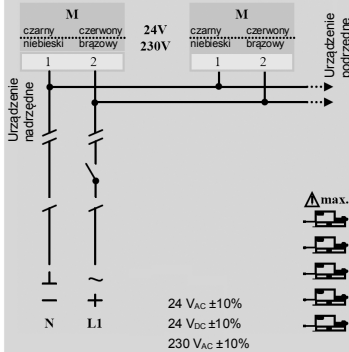 M
M
czarny czerwony 24V czarny czerwony
niebieski brązowy 230V niebieski brązowy
1 2 1 2
Urządzenie
nadrzędne
Urządzenie
podrzędne
max.
⊥ ~
− +
N L1
24 VAC ±10%
24 VDC ±10%
230 VAC ±10%